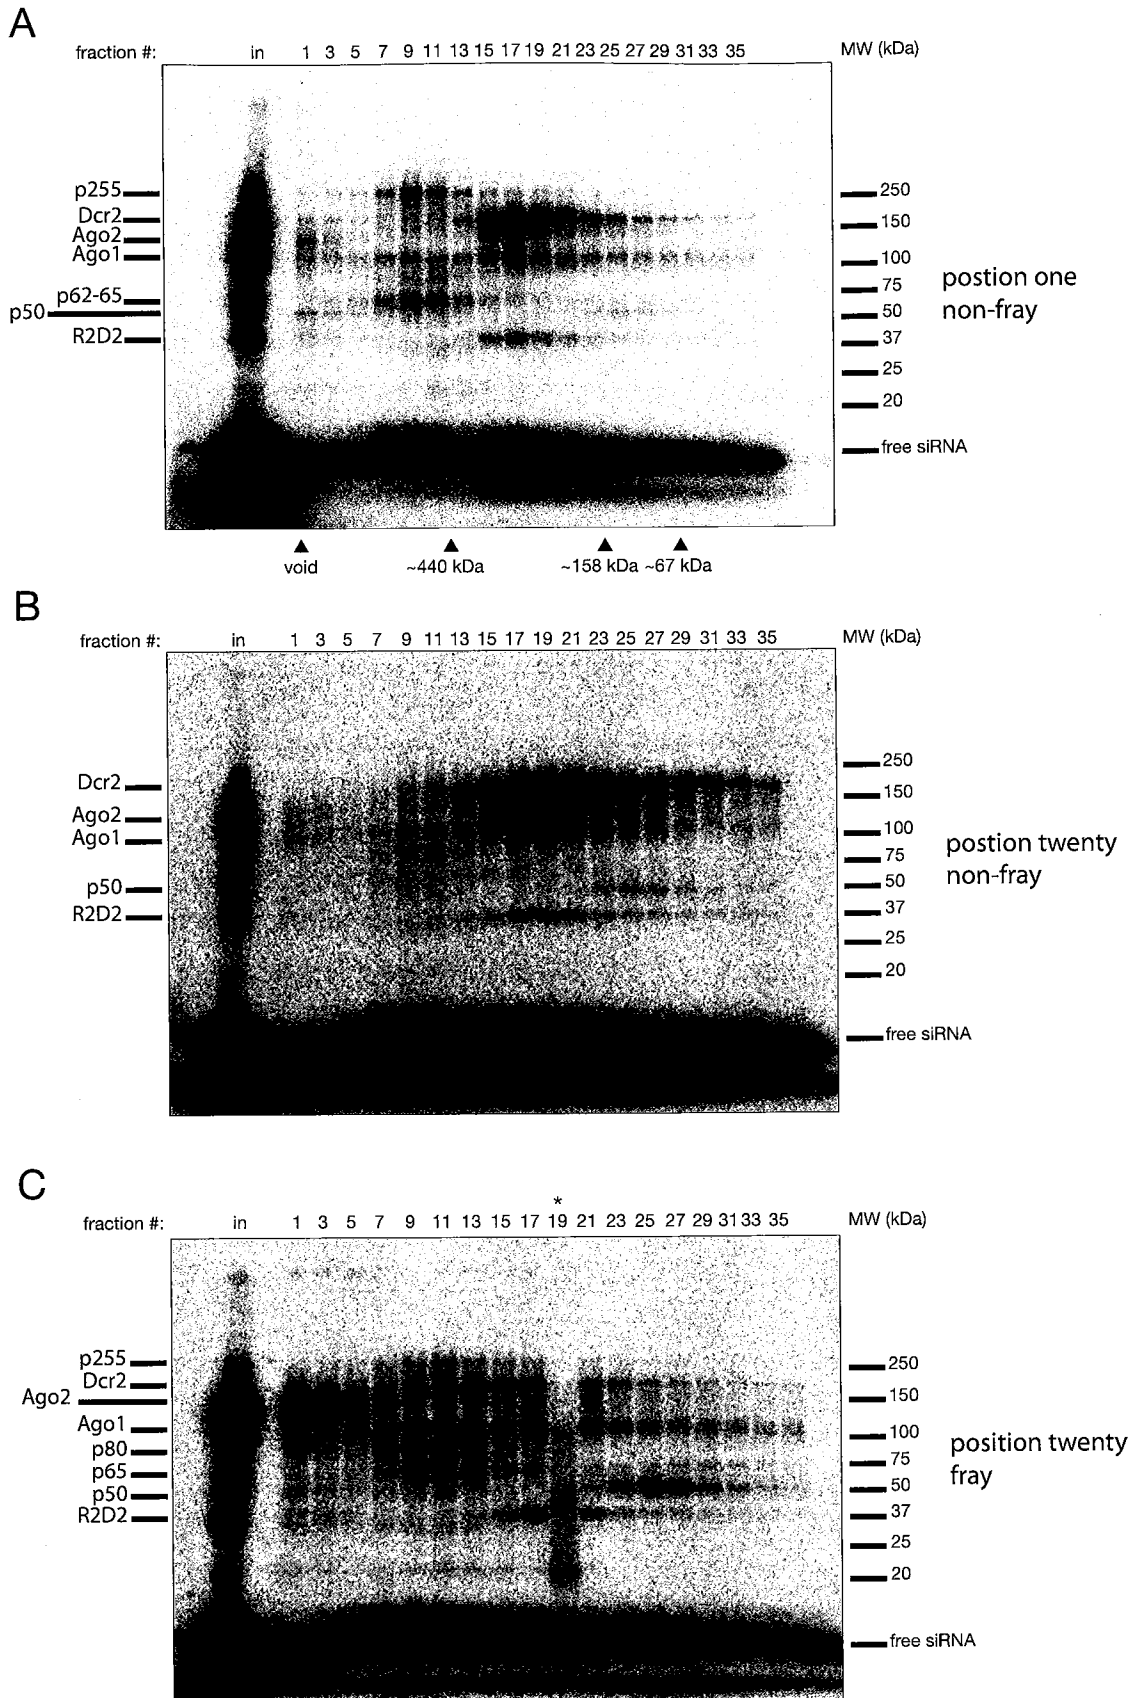 A
fraction #: in 1 3 5 7 9 11 13 15 17 19 21 23 25 27 29 31 33 35 MW (kDa)
p255
Dcr2
Ago2
Ago1
p62-65
p50
R2D2
250
150
100
75
50
37
25
20
free siRNA
postion one
non-fray
void ~440 kDa ~158 kDa ~67 kDa
B
fraction #: in 1 3 5 7 9 11 13 15 17 19 21 23 25 27 29 31 33 35 MW (kDa)
Dcr2
Ago2
Ago1
p50
R2D2
250
150
100
75
50
37
25
20
free siRNA
postion twenty
non-fray
C
*
fraction #: in 1 3 5 7 9 11 13 15 17 19 21 23 25 27 29 31 33 35 MW (kDa)
p255
Dcr2
Ago2
Ago1
p80
p65
p50
R2D2
250
150
100
75
50
37
25
20
free siRNA
position twenty
fray